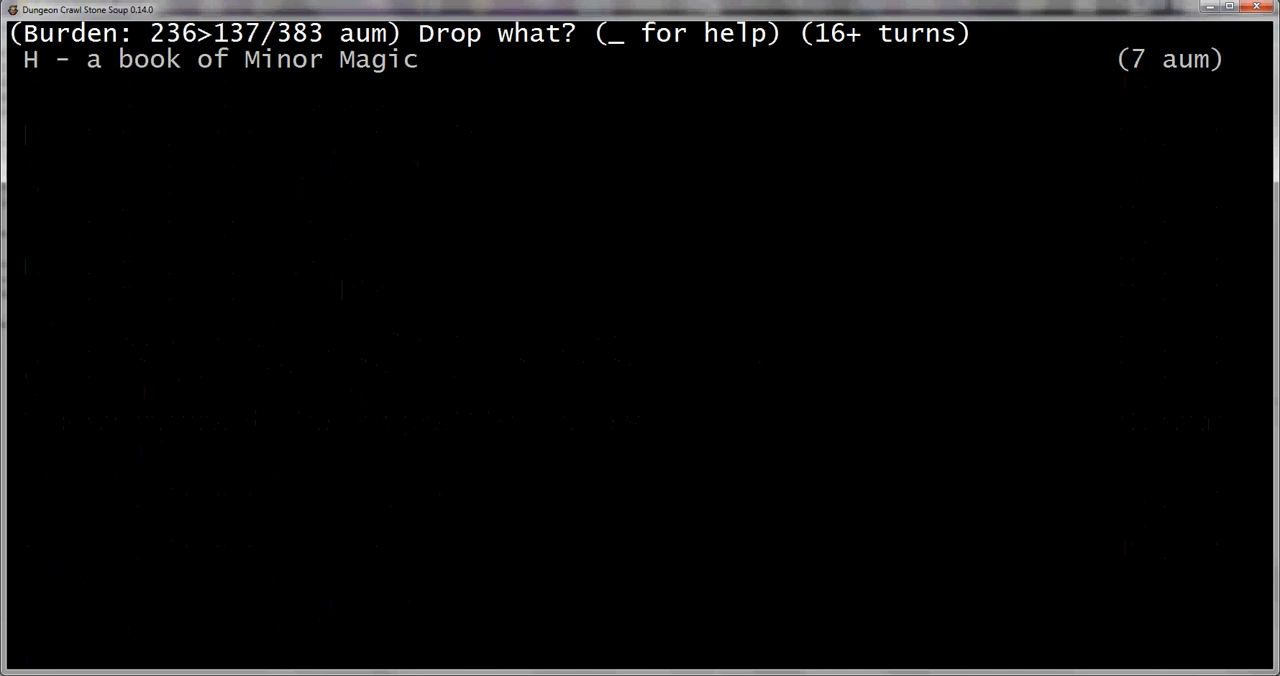 Dungeon Crawl Stone Soup 0.14.0
(Burden: 236>137/383 aum) Drop what? (_ for help) (16+ turns)
H - a book of Minor Magic (7 aum)